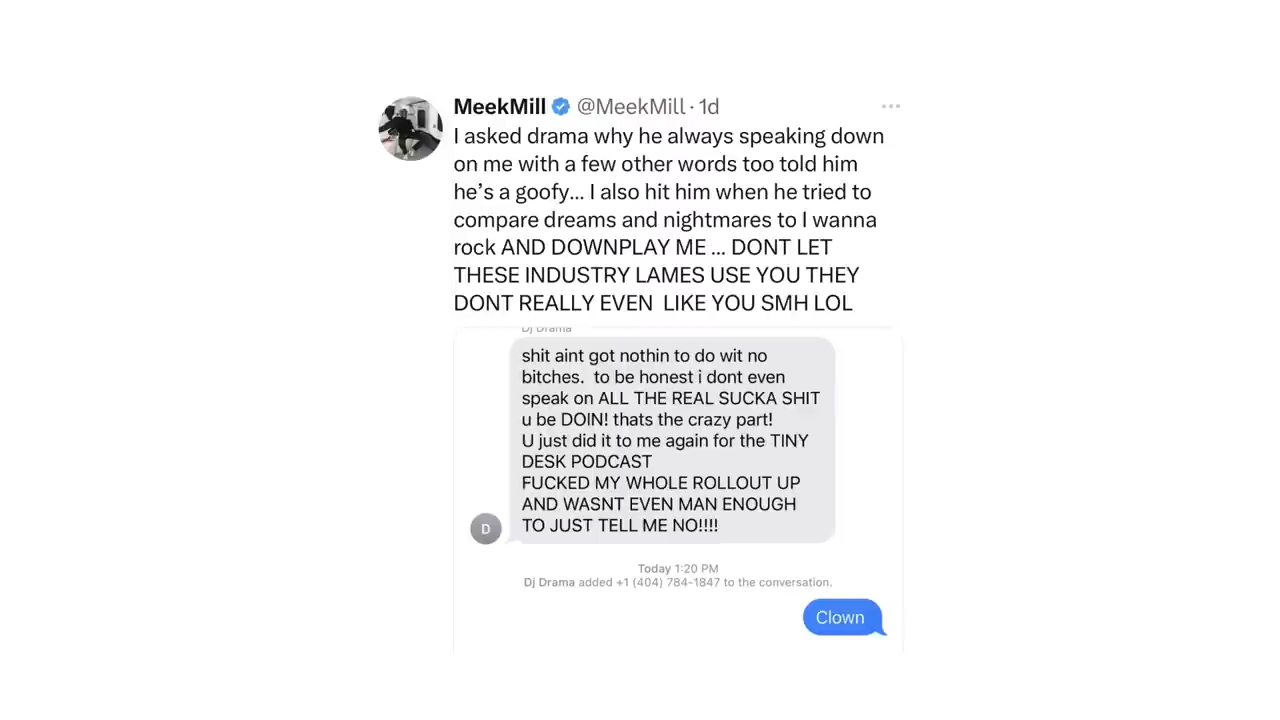 MeekMill @MeekMill · 1d
I asked drama why he always speaking down
on me with a few other words too told him
he's a goofy... I also hit him when he tried to
compare dreams and nightmares to I wanna
rock AND DOWNPLAY ME ... DONT LET
THESE INDUSTRY LAMES USE YOU THEY
DONT REALLY EVEN LIKE YOU SMH LOL
Dj Drama
shit aint got nothin to do wit no
bitches. to be honest i dont even
speak on ALL THE REAL SUCKA SHIT
u be DOIN! thats the crazy part!
U just did it to me again for the TINY
DESK PODCAST
FUCKED MY WHOLE ROLLOUT UP
AND WASNT EVEN MAN ENOUGH
TO JUST TELL ME NO!!!!
D
Today 1:20 PM
Dj Drama added +1 (404) 784-1847 to the conversation.
Clown